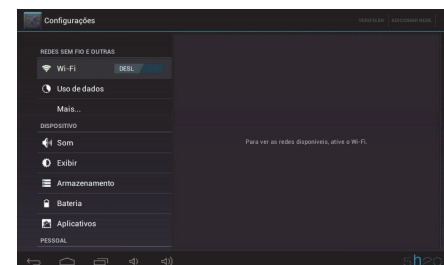 Configurações
REDES SEM FIO E OUTRAS
Wi-Fi
DESL
Uso de dados
Mais...
DISPOSITIVO
Som
Exibir
Armazenamento
Bateria
Aplicativos
PESSOAL
Para ver as redes disponíveis, ative o Wi-Fi.